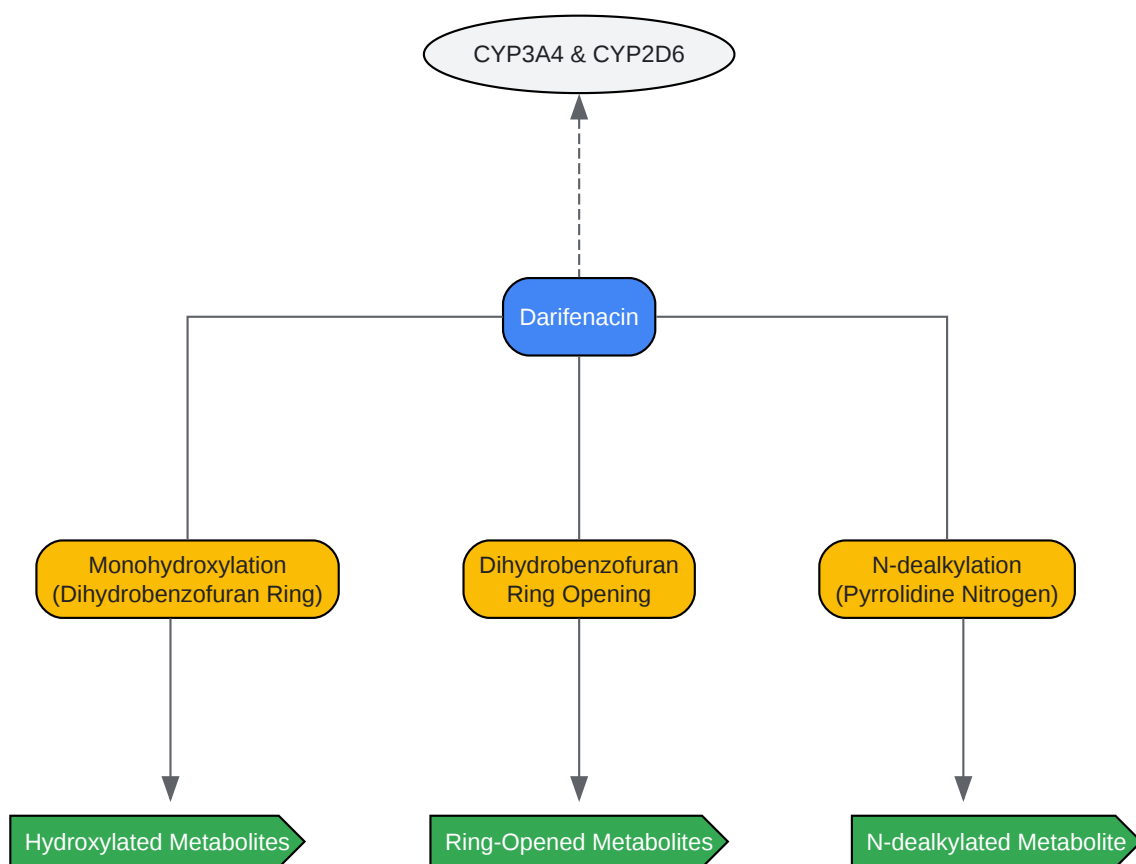 CYP3A4 & CYP2D6
Darifenacin
Monohydroxylation
(Dihydrobenzofuran Ring)
Dihydrobenzofuran
Ring Opening
N-dealkylation
(Pyrrolidine Nitrogen)
Hydroxylated Metabolites
Ring-Opened Metabolites
N-dealkylated Metabolite